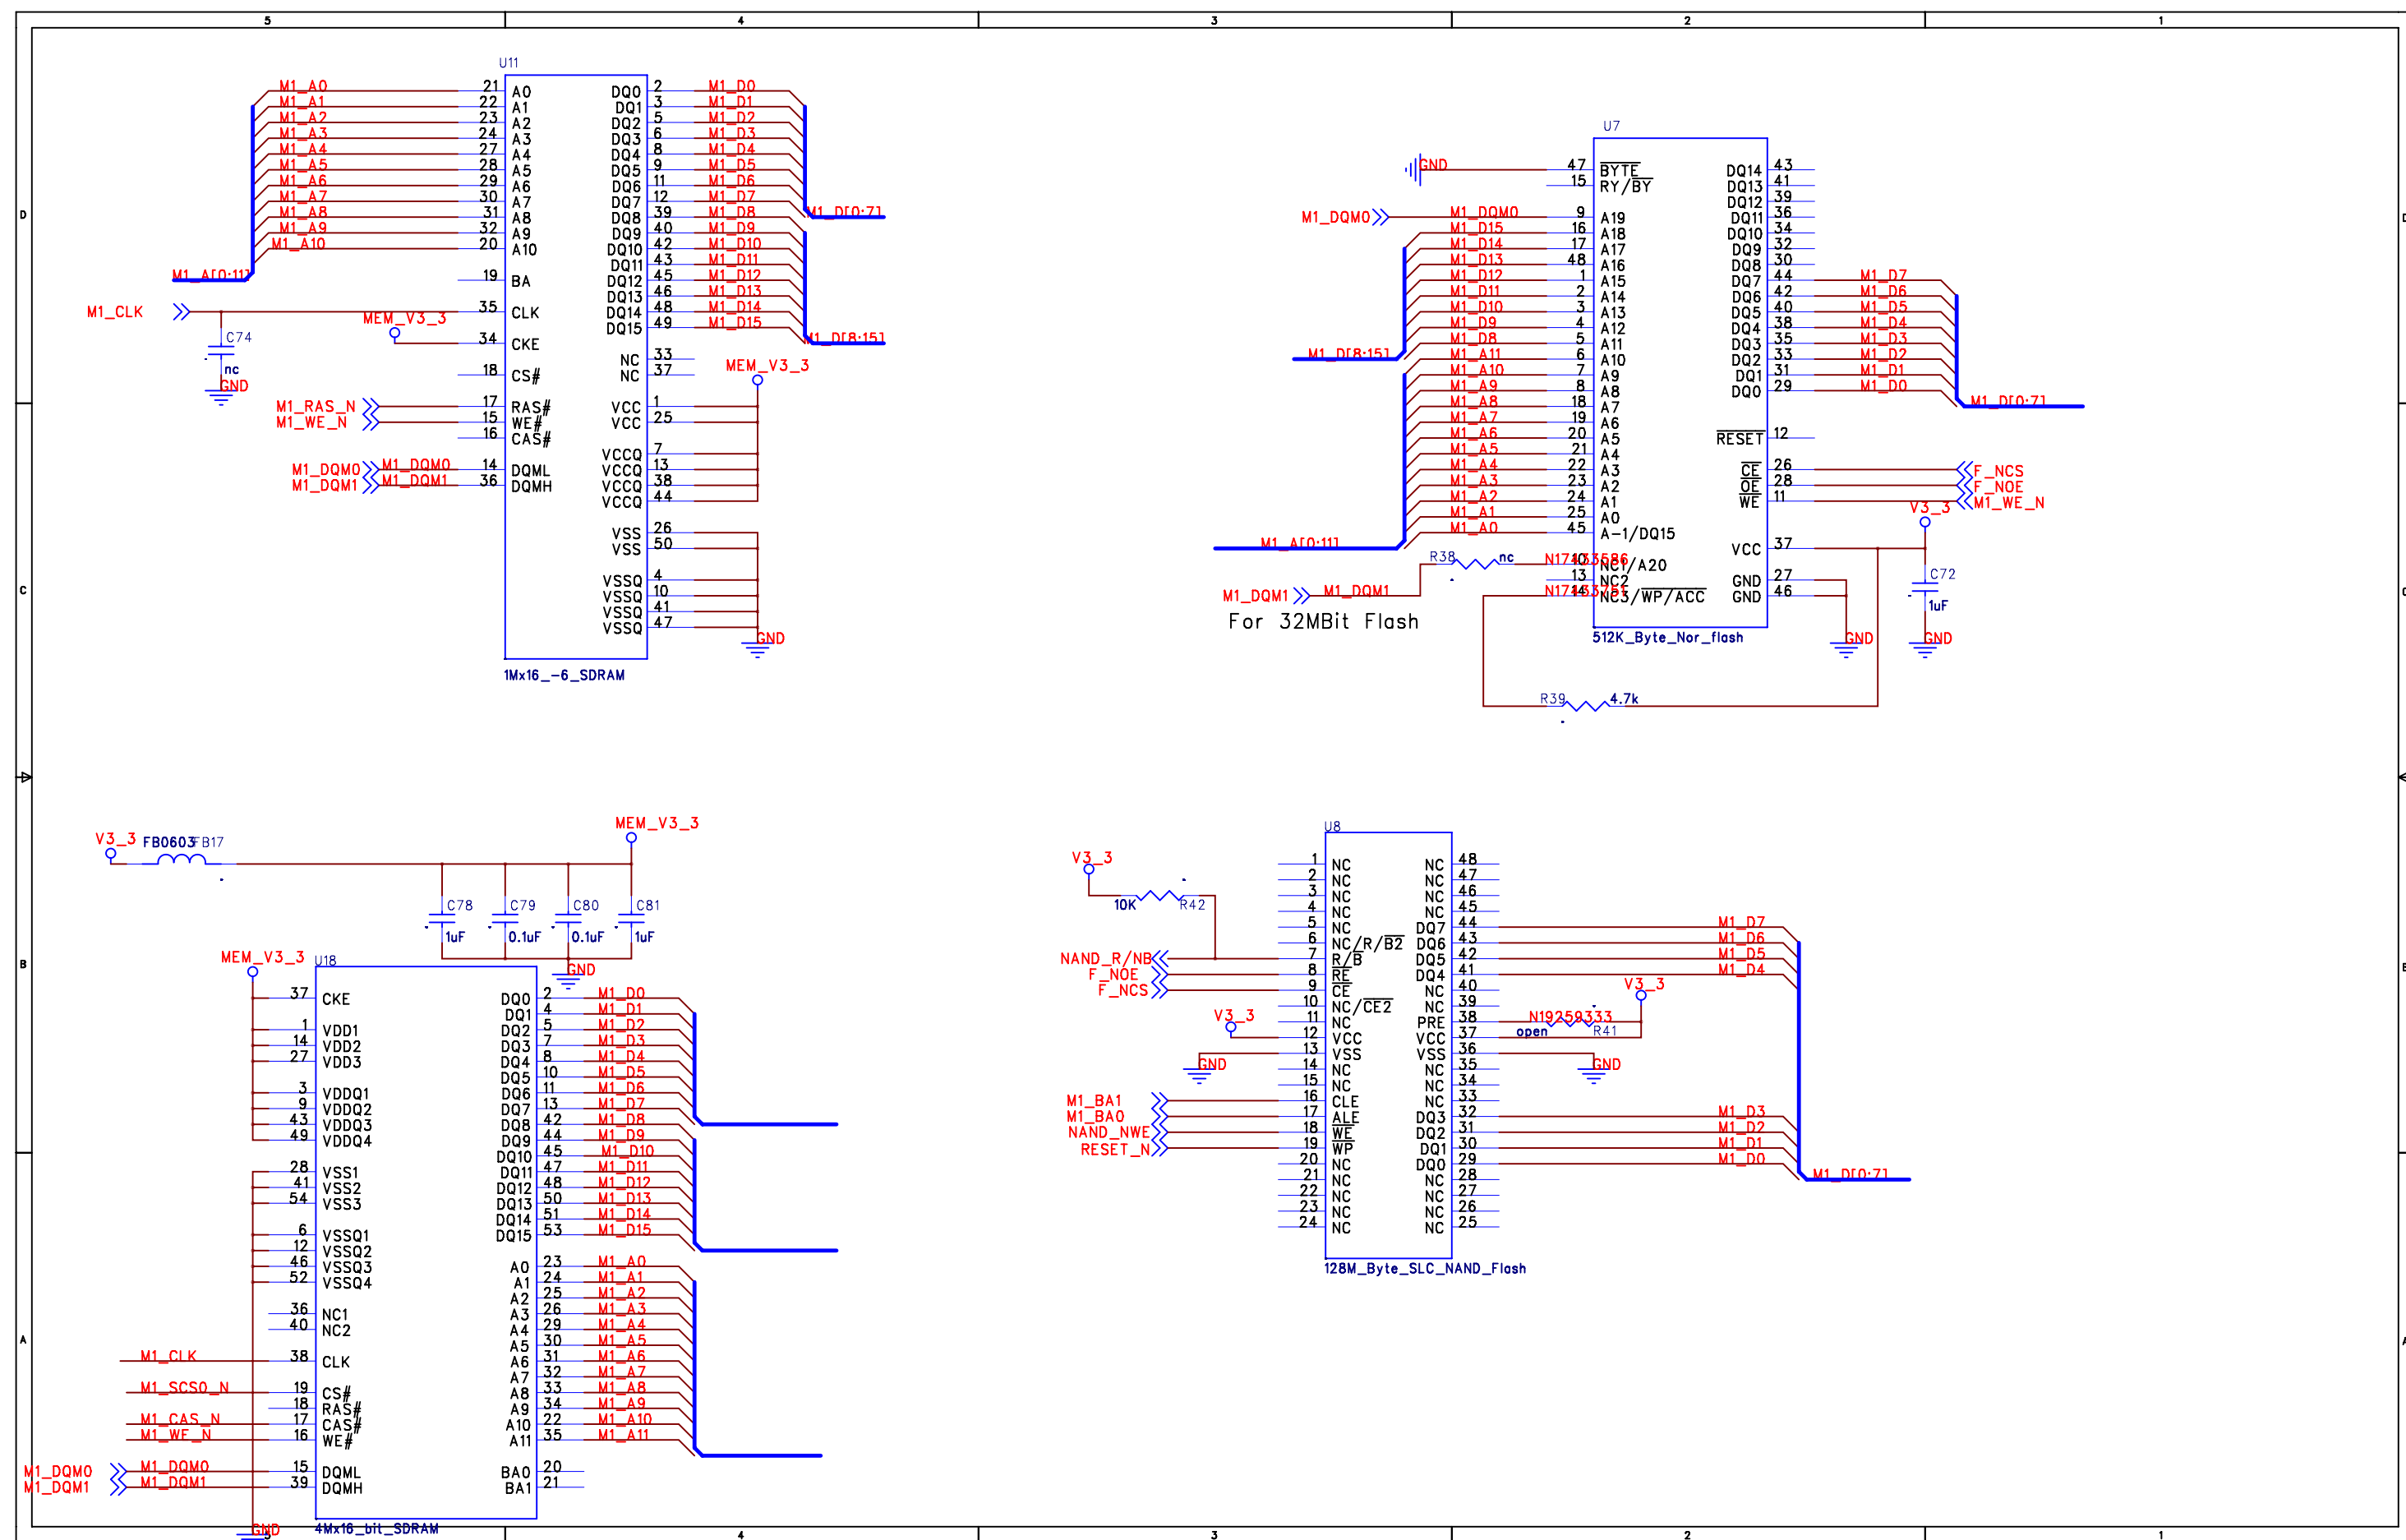 5 4 3 2 1
D
C
B
A
U11
M1_A0 21 A0 DQ0 2 M1_D0
M1_A1 22 A1 DQ1 3 M1_D1
M1_A2 23 A2 DQ2 5 M1_D2
M1_A3 24 A3 DQ3 6 M1_D3
M1_A4 27 A4 DQ4 8 M1_D4
M1_A5 28 A5 DQ5 9 M1_D5
M1_A6 29 A6 DQ6 11 M1_D6
M1_A7 30 A7 DQ7 12 M1_D7
M1_A8 31 A8 DQ8 39 M1_D8 M1_D[0:7]
M1_A9 32 A9 DQ9 40 M1_D9
M1_A10 20 A10 DQ10 42 M1_D10
DQ11 43 M1_D11
M1_A[0:11] 19 BA DQ12 45 M1_D12
DQ13 46 M1_D13
M1_CLK 35 CLK DQ14 48 M1_D14
MEM_V3_3 DQ15 49 M1_D15
C74 34 CKE M1_D[8:15]
nc NC 33
GND 18 CS# NC 37 MEM_V3_3
M1_RAS_N 17 RAS# VCC 1
M1_WE_N 15 WE# VCC 25
16 CAS#
VCCQ 7
M1_DQM0 M1_DQM0 14 DQML VCCQ 13
M1_DQM1 M1_DQM1 36 DQMH VCCQ 38
VCCQ 44
VSS 26
VSS 50
VSSQ 4
VSSQ 10
VSSQ 41
VSSQ 47
GND
1Mx16_-6_SDRAM
U7
GND 47 BYTE DQ14 43
15 RY/BY DQ13 41
DQ12 39
M1_DQM0 M1_DQM0 9 A19 DQ11 36
M1_D15 16 A18 DQ10 34
M1_D14 17 A17 DQ9 32
M1_D13 48 A16 DQ8 30
M1_D12 1 A15 DQ7 44 M1_D7
M1_D11 2 A14 DQ6 42 M1_D6
M1_D10 3 A13 DQ5 40 M1_D5
M1_D9 4 A12 DQ4 38 M1_D4
M1_D8 5 A11 DQ3 35 M1_D3
M1_D[8:15] M1_A11 6 A10 DQ2 33 M1_D2
M1_A10 7 A9 DQ1 31 M1_D1
M1_A9 8 A8 DQ0 29 M1_D0
M1_A8 18 A7 M1_D[0:7]
M1_A7 19 A6
M1_A6 20 A5 RESET 12
M1_A5 21 A4
M1_A4 22 A3 CE 26 F_NCS
M1_A3 23 A2 OE 28 F_NOE
M1_A2 24 A1 WE 11 M1_WE_N
M1_A1 25 A0 V3_3
M1_A0 45 A-1/DQ15
M1_A[0:11] VCC 37
R38 nc N17433586 10 NC1/A20
13 NC2 GND 27 C72
M1_DQM1 M1_DQM1 14 NC3/WP/ACC GND 46 1uF
For 32MBit Flash
512K_Byte_Nor_flash GND GND
R39 4.7k
V3_3 FB0603 FB17 MEM_V3_3
C78 C79 C80 C81
1uF 0.1uF 0.1uF 1uF
GND
MEM_V3_3 U18
37 CKE DQ0 2 M1_D0
DQ1 4 M1_D1
1 VDD1 DQ2 5 M1_D2
14 VDD2 DQ3 7 M1_D3
27 VDD3 DQ4 8 M1_D4
DQ5 10 M1_D5
3 VDDQ1 DQ6 11 M1_D6
9 VDDQ2 DQ7 13 M1_D7
43 VDDQ3 DQ8 42 M1_D8
49 VDDQ4 DQ9 44 M1_D9
DQ10 45 M1_D10
28 VSS1 DQ11 47 M1_D11
41 VSS2 DQ12 48 M1_D12
54 VSS3 DQ13 50 M1_D13
DQ14 51 M1_D14
6 VSSQ1 DQ15 53 M1_D15
12 VSSQ2
46 VSSQ3 A0 23 M1_A0
52 VSSQ4 A1 24 M1_A1
A2 25 M1_A2
36 NC1 A3 26 M1_A3
40 NC2 A4 29 M1_A4
A5 30 M1_A5
M1_CLK 38 CLK A6 31 M1_A6
A7 32 M1_A7
M1_SCS0_N 19 CS# A8 33 M1_A8
18 RAS# A9 34 M1_A9
M1_CAS_N 17 CAS# A10 22 M1_A10
M1_WE_N 16 WE# A11 35 M1_A11
M1_DQM0 M1_DQM0 15 DQML BA0 20
M1_DQM1 M1_DQM1 39 DQMH BA1 21
GND 4Mx16_bit_SDRAM
U8
V3_3 1 NC NC 48
2 NC NC 47
10K R42 3 NC NC 46
4 NC NC 45
5 NC DQ7 44 M1_D7
6 NC/R/B2 DQ6 43 M1_D6
NAND_R/NB 7 R/B DQ5 42 M1_D5
F_NOE 8 RE DQ4 41 M1_D4
F_NCS 9 CE NC 40 V3_3
10 NC/CE2 NC 39
V3_3 11 NC PRE 38 N19259333
12 VCC VCC 37 open R41
GND 13 VSS VSS 36 GND
14 NC NC 35
15 NC NC 34
M1_BA1 16 CLE NC 33
M1_BA0 17 ALE DQ3 32 M1_D3
NAND_NWE 18 WE DQ2 31 M1_D2
RESET_N 19 WP DQ1 30 M1_D1
20 NC DQ0 29 M1_D0
21 NC NC 28 M1_D[0:7]
22 NC NC 27
23 NC NC 26
24 NC NC 25
128M_Byte_SLC_NAND_Flash
5 4 3 2 1